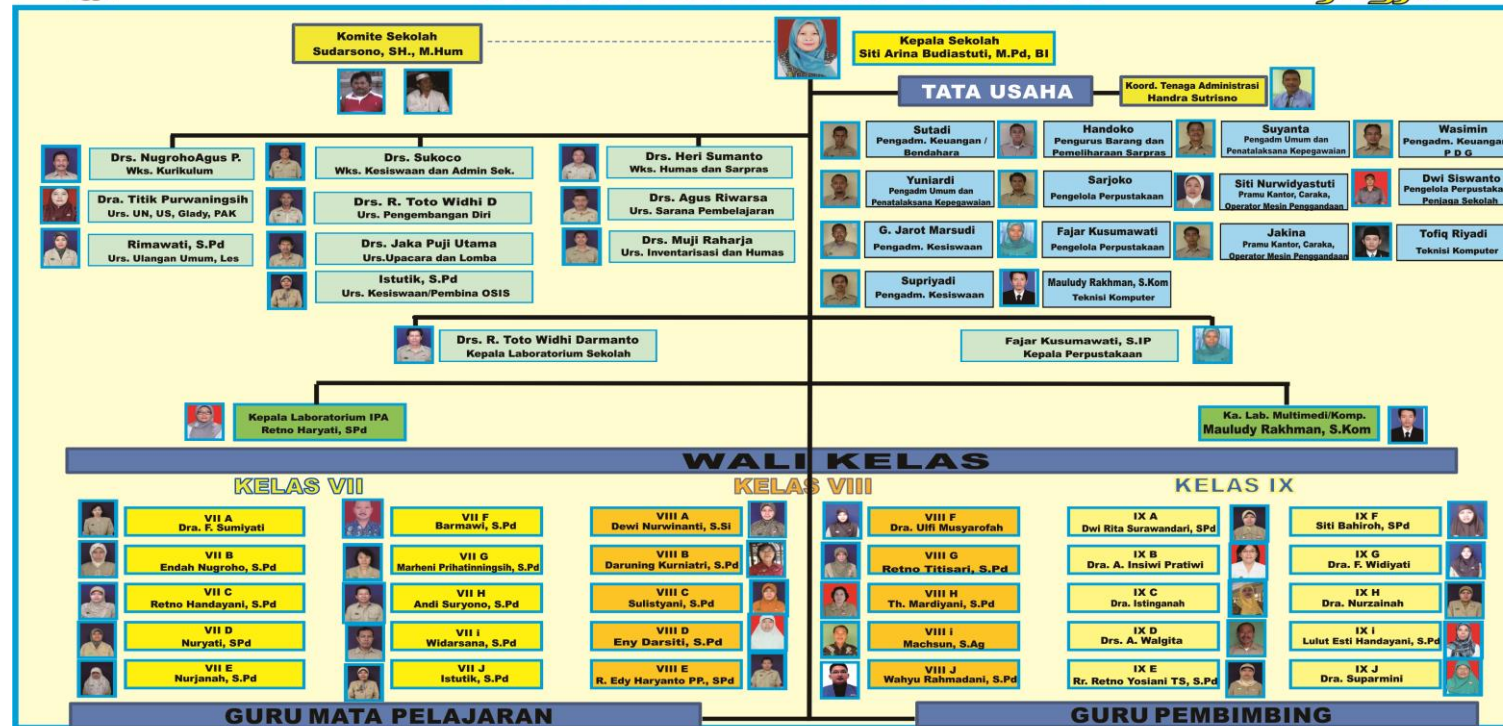 Komite Sekolah
Sudarsono, SH., M.Hum
Kepala Sekolah
Siti Arina Budiastuti, M.Pd, BI
TATA USAHA
Koord. Tenaga Administrasi
Handra Sutrisno
Drs. NugrohoAgus P.
Wks. Kurikulum
Dra. Titik Purwaningsih
Urs. UN, US, Glady, PAK
Rimawati, S.Pd
Urs. Ulangan Umum, Les
Drs. Sukoco
Wks. Kesiswaan dan Admin Sek.
Drs. R. Toto Widhi D
Urs. Pengembangan Diri
Drs. Jaka Puji Utama
Urs.Upacara dan Lomba
Istutik, S.Pd
Urs. Kesiswaan/Pembina OSIS
Drs. Heri Sumanto
Wks. Humas dan Sarpras
Drs. Agus Riwarsa
Urs. Sarana Pembelajaran
Drs. Muji Raharja
Urs. Inventarisasi dan Humas
Sutadi
Pengadm. Keuangan /
Bendahara
Handoko
Pengurus Barang dan
Pemeliharaan Sarpras
Suyanta
Pengadm Umum dan
Penatalaksana Kepegawaian
Wasimin
Pengadm. Keuangan
P D G
Yuniardi
Pengadm Umum dan
Penatalaksana Kepegawaian
Sarjoko
Pengelola Perpustakaan
Siti Nurwidyastuti
Pramu Kantor, Caraka,
Operator Mesin Penggandaan
Dwi Siswanto
Pengelola Perpustaka
Penjaga Sekolah
G. Jarot Marsudi
Pengadm. Kesiswaan
Fajar Kusumawati
Pengelola Perpustakaan
Jakina
Pramu Kantor, Caraka,
Operator Mesin Penggandaan
Tofiq Riyadi
Teknisi Komputer
Supriyadi
Pengadm. Kesiswaan
Mauludy Rakhman, S.Kom
Teknisi Komputer
Drs. R. Toto Widhi Darmanto
Kepala Laboratorium Sekolah
Fajar Kusumawati, S.IP
Kepala Perpustakaan
Kepala Laboratorium IPA
Retno Haryati, SPd
Ka. Lab. Multimedi/Komp.
Mauludy Rakhman, S.Kom
WALI KELAS
KELAS VII
KELAS VIII
KELAS IX
VII A
Dra. F. Sumiyati
VII B
Endah Nugroho, S.Pd
VII C
Retno Handayani, S.Pd
VII D
Nuryati, SPd
VII E
Nurjanah, S.Pd
VII F
Barmawi, S.Pd
VII G
Marheni Prihatinningsih, S.Pd
VII H
Andi Suryono, S.Pd
VII i
Widarsana, S.Pd
VII J
Istutik, S.Pd
VIII A
Dewi Nurwinanti, S.Si
VIII B
Daruning Kurniatri, S.Pd
VIII C
Sulistyani, S.Pd
VIII D
Eny Darsiti, S.Pd
VIII E
R. Edy Haryanto PP., SPd
VIII F
Dra. Ulfi Musyarofah
VIII G
Retno Titisari, S.Pd
VIII H
Th. Mardiyani, S.Pd
VIII i
Machsun, S.Ag
VIII J
Wahyu Rahmadani, S.Pd
IX A
Dwi Rita Surawandari, SPd
IX B
Dra. A. Insiwi Pratiwi
IX C
Dra. Istinganah
IX D
Drs. A. Walgita
IX E
Rr. Retno Yosiani TS, S.Pd
IX F
Siti Bahiroh, SPd
IX G
Dra. F. Widiyati
IX H
Dra. Nurzainah
IX i
Lulut Esti Handayani, S.Pd
IX J
Dra. Suparmini
GURU MATA PELAJARAN
GURU PEMBIMBING